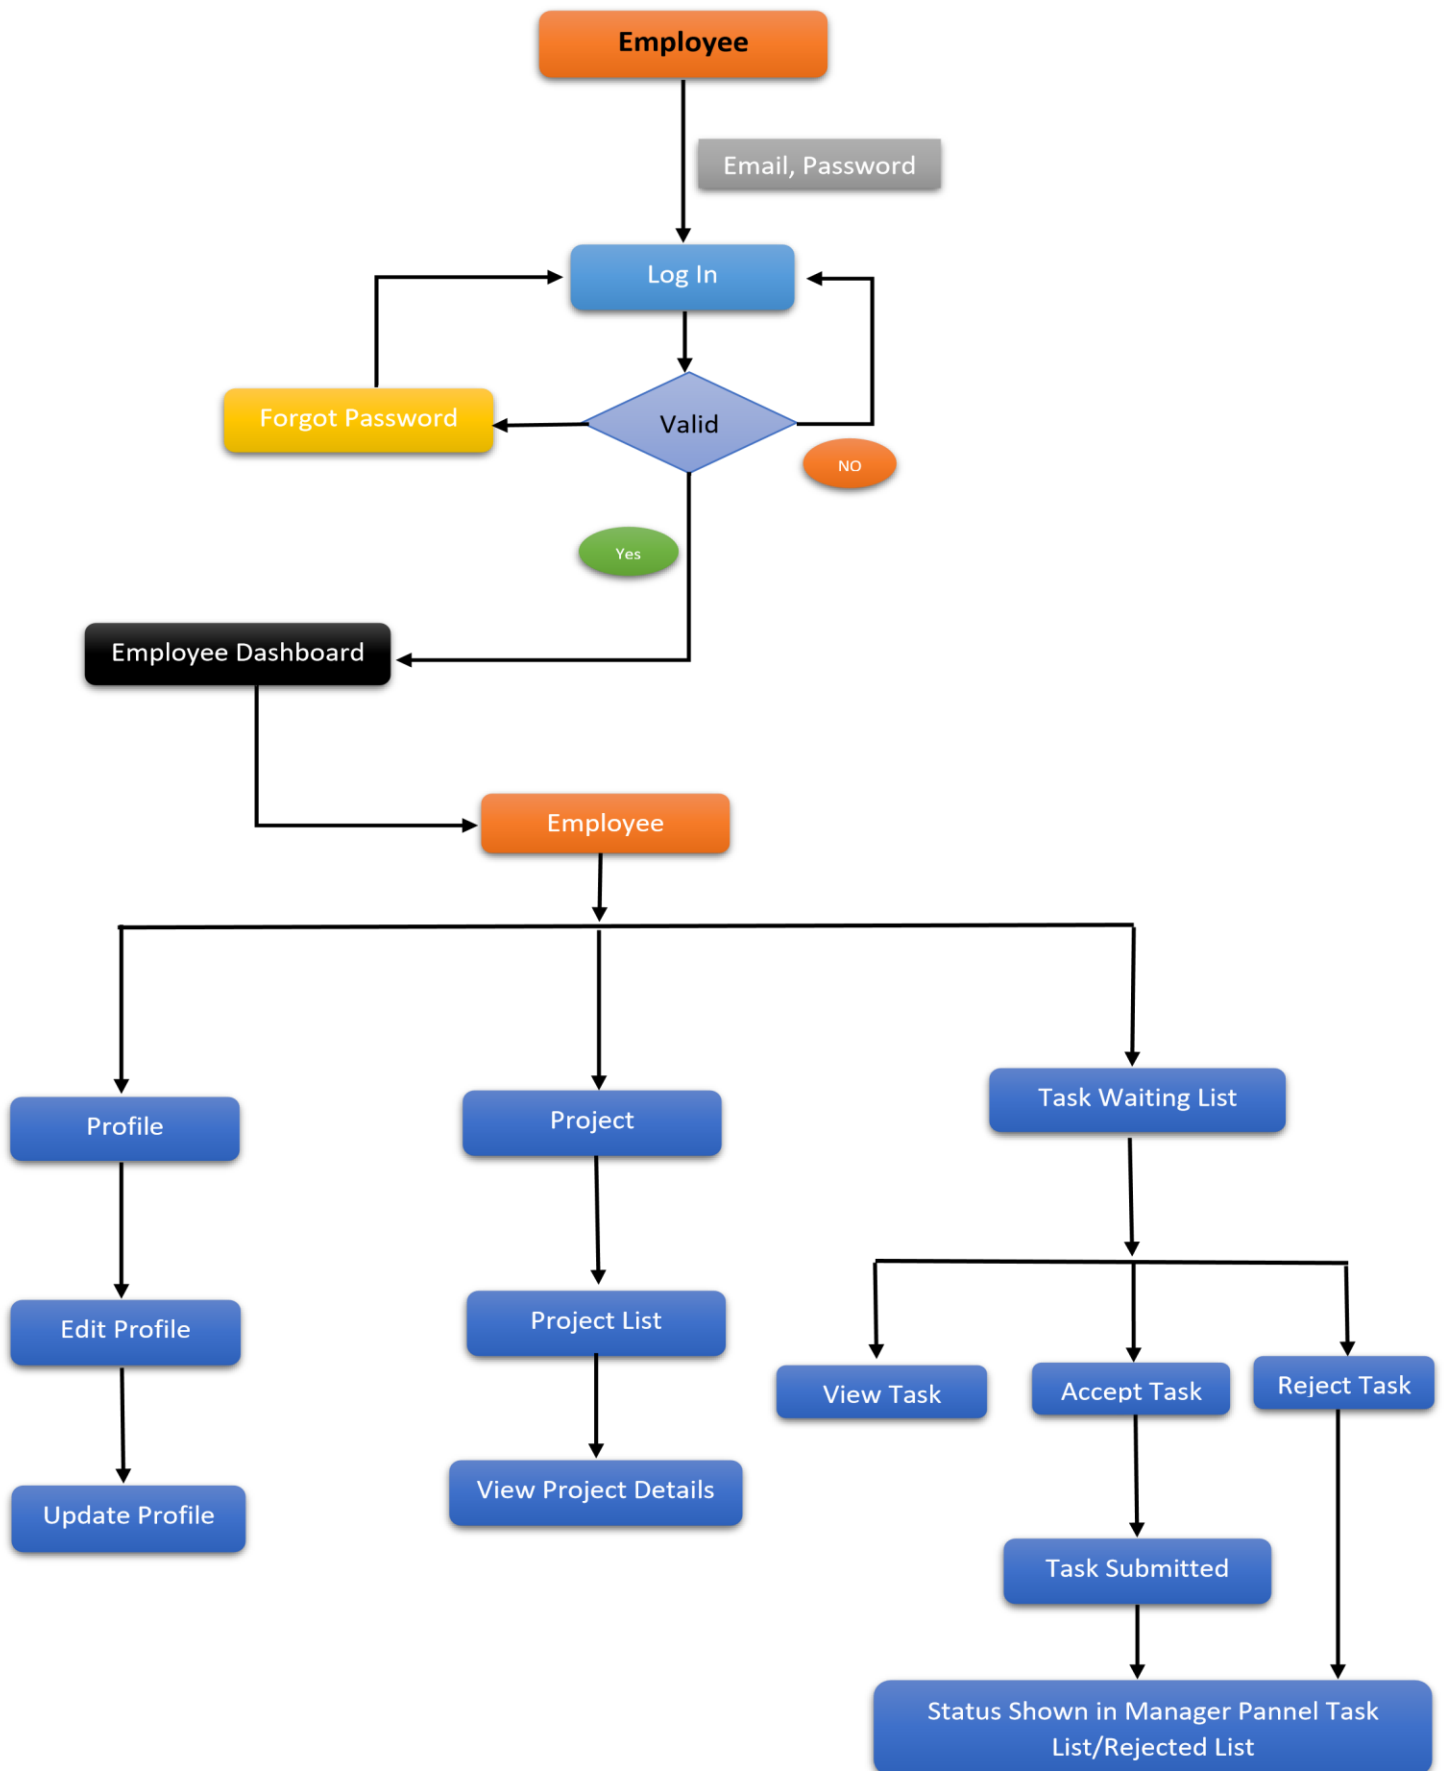 Employee
Email, Password
Log In
Forgot Password
Valid
NO
Yes
Employee Dashboard
Employee
Profile
Project
Task Waiting List
Edit Profile
Project List
View Task
Accept Task
Reject Task
Update Profile
View Project Details
Task Submitted
Status Shown in Manager Pannel Task
List/Rejected List